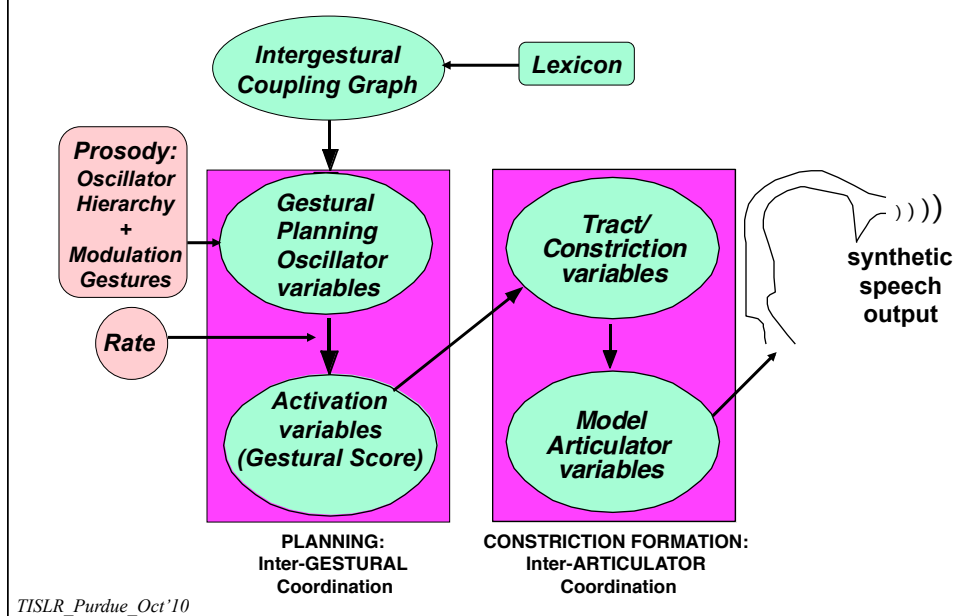 Intergestural
Coupling Graph
Lexicon
Prosody:
Oscillator
Hierarchy
+
Modulation
Gestures
Gestural
Planning
Oscillator
variables
Tract/
Constriction
variables
synthetic
speech
output
Rate
Activation
variables
(Gestural Score)
Model
Articulator
variables
PLANNING:
Inter-GESTURAL
Coordination
CONSTRICTION FORMATION:
Inter-ARTICULATOR
Coordination
TISLR_Purdue_Oct'10